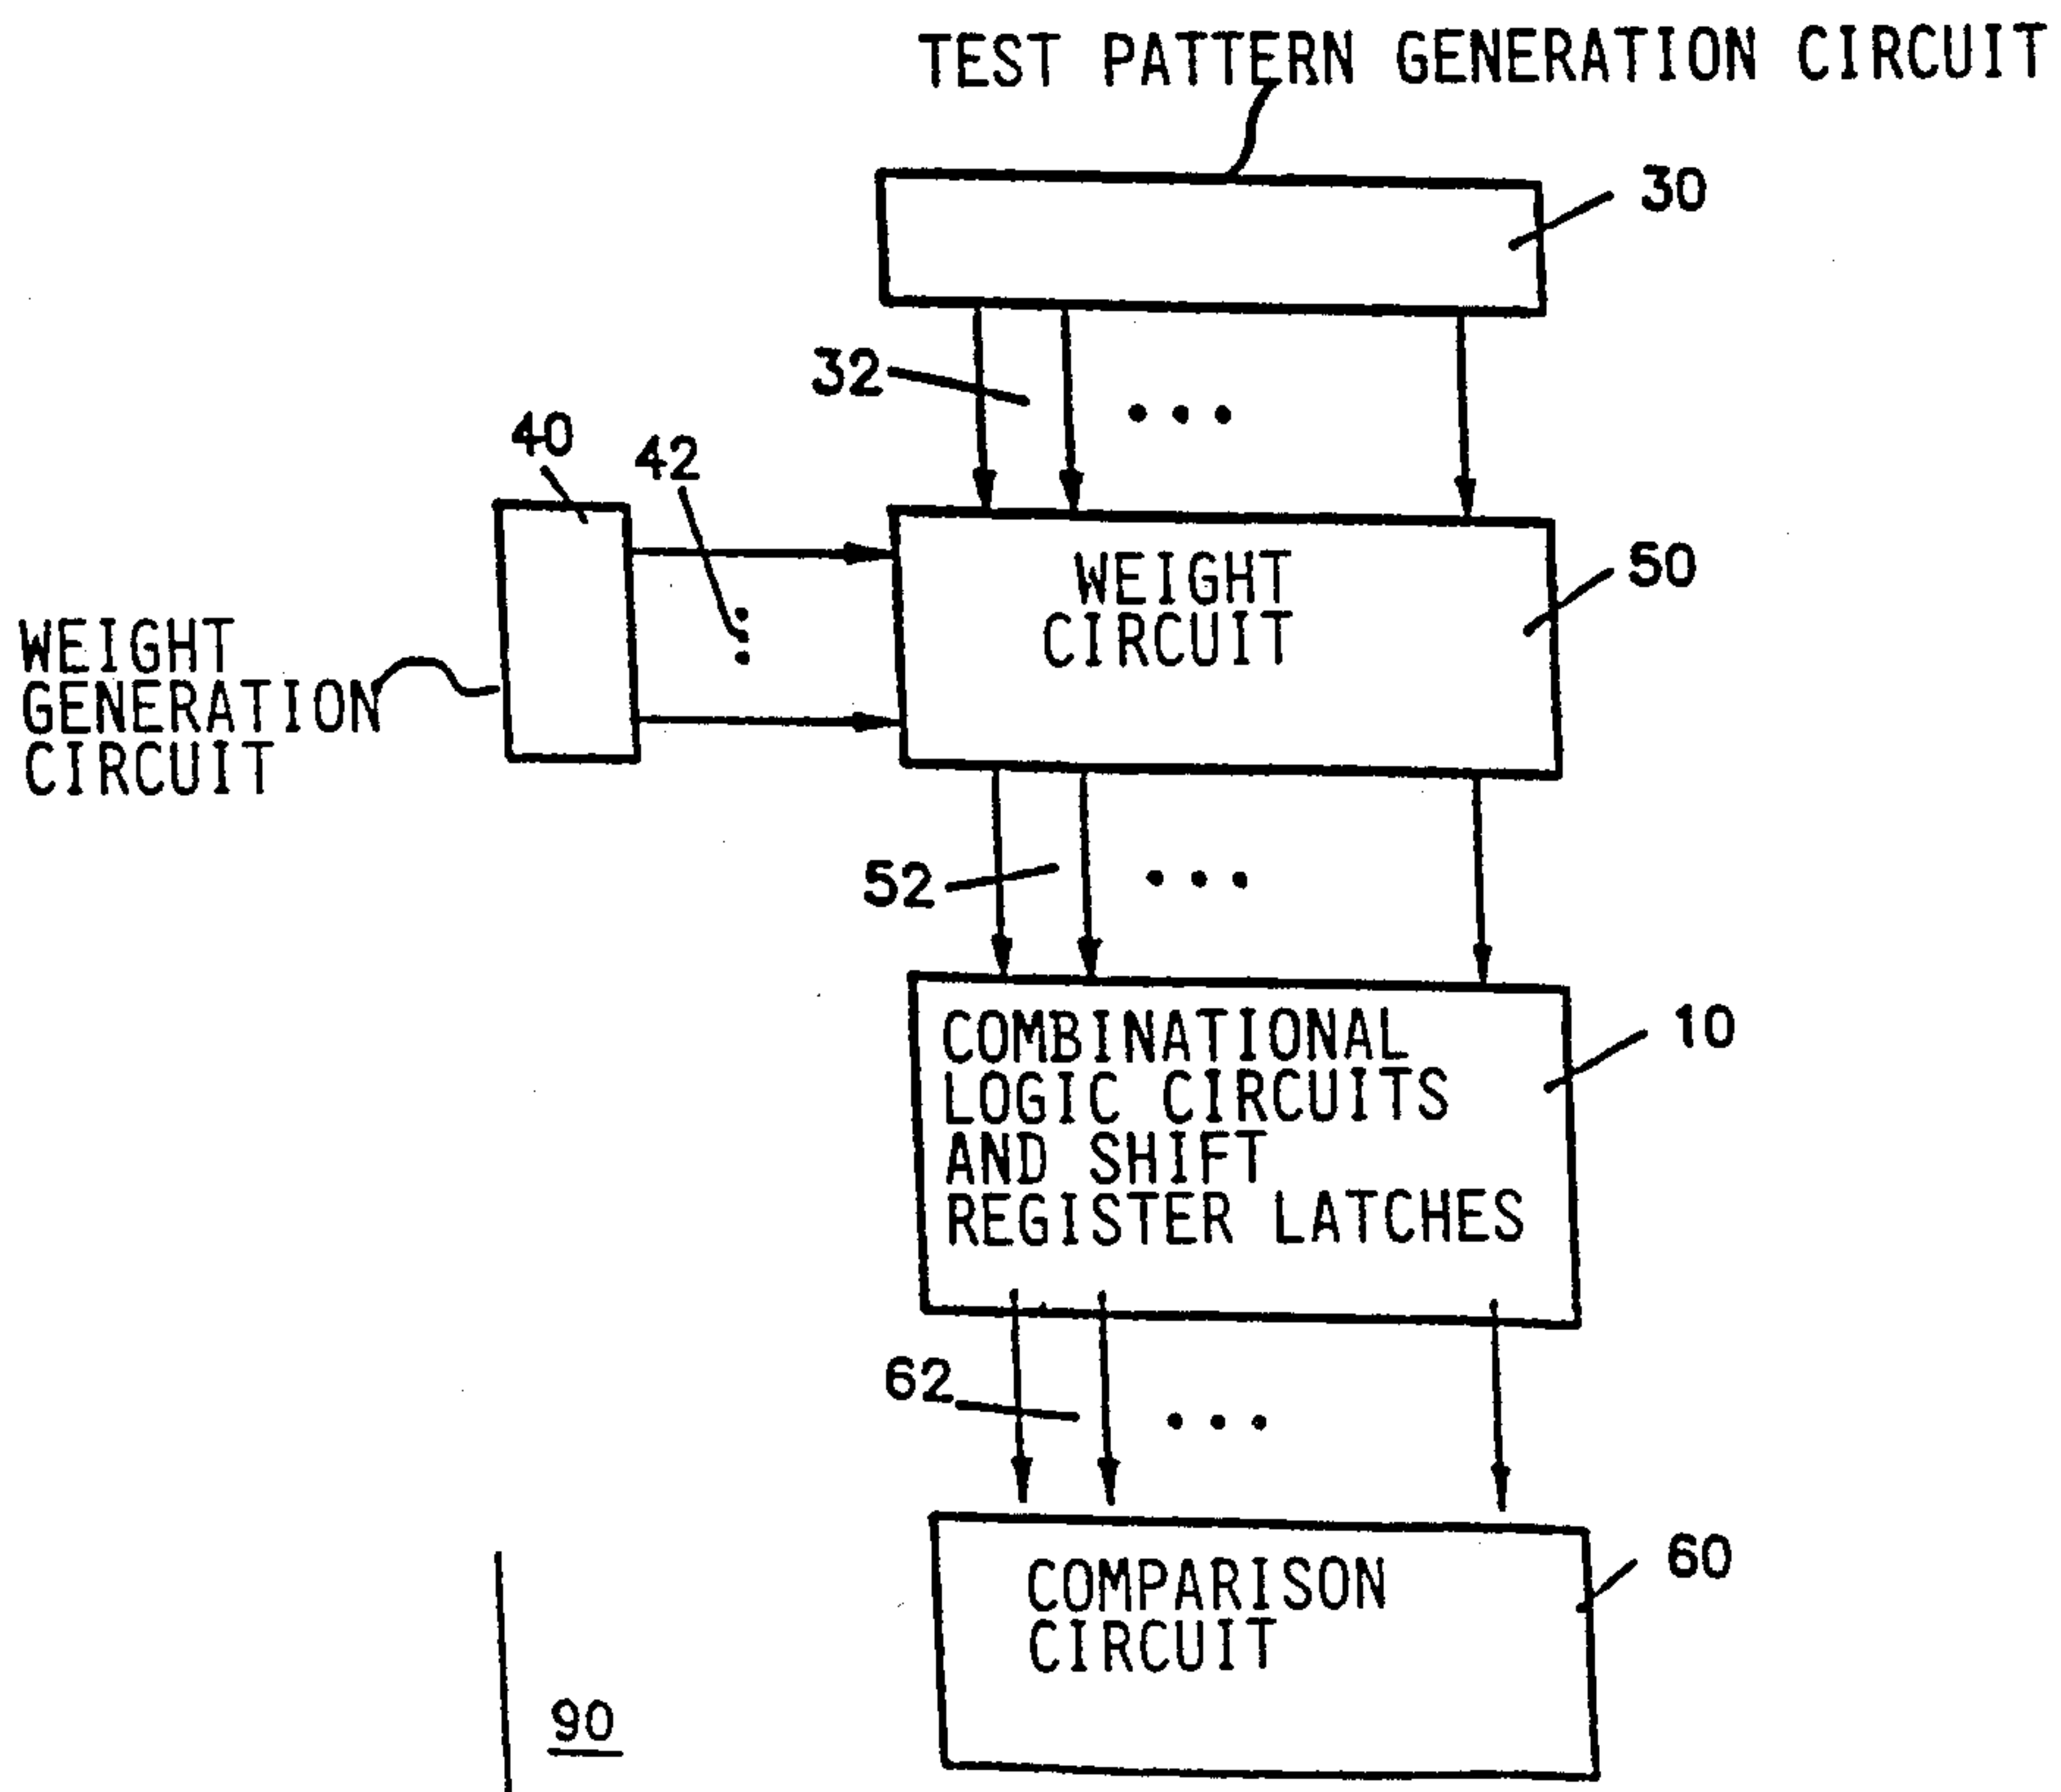 TEST PATTERN GENERATION CIRCUIT
30
32
40
42
50
WEIGHT
CIRCUIT
WEIGHT
GENERATION
CIRCUIT
52
10
COMBINATIONAL
LOGIC CIRCUITS
AND SHIFT
REGISTER LATCHES
62
60
COMPARISON
CIRCUIT
90